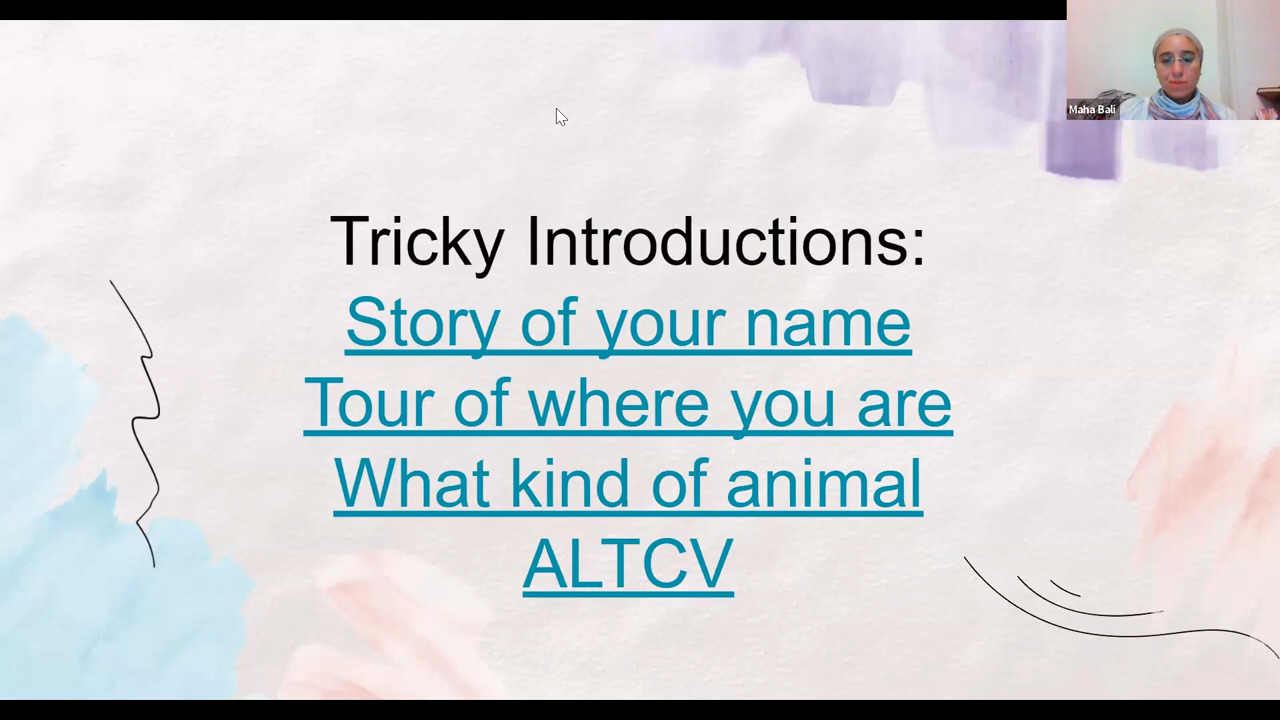 Maha Bali
Tricky Introductions:
Story of your name
Tour of where you are
What kind of animal
ALTCV